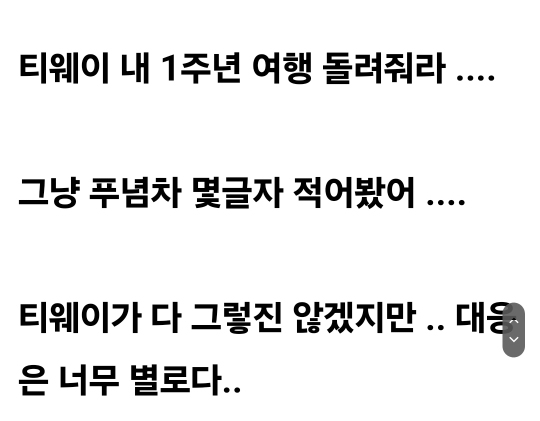 티웨이 내 1주년 여행 돌려줘라 ....
그냥 푸념차 몇글자 적어봤어 ....
티웨이가 다 그렇진 않겠지만 .. 대응
은 너무 별로다..